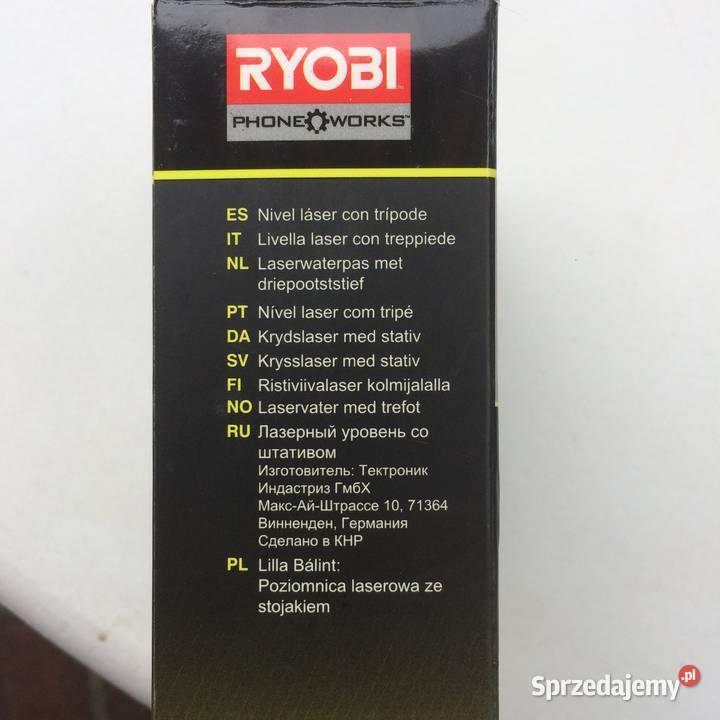 RYOBI
PHONE WORKS™
ES Nivel láser con trípode
IT Livella laser con treppiede
NL Laserwaterpas met
driepootststief
PT Nível laser com tripé
DA Krydslaser med stativ
SV Krysslaser med stativ
FI Ristiviivalaser kolmijalalla
NO Laservater med trefot
RU Лазерный уровень со
штативом
Изготовитель: Тектроник
Индастриз ГмбХ
Макс-Ай-Штрассе 10, 71364
Винненден, Германия
Сделано в КНР
PL Lilla Bálint:
Poziomnica laserowa ze
stojakiem
Sprzedajemy.pl